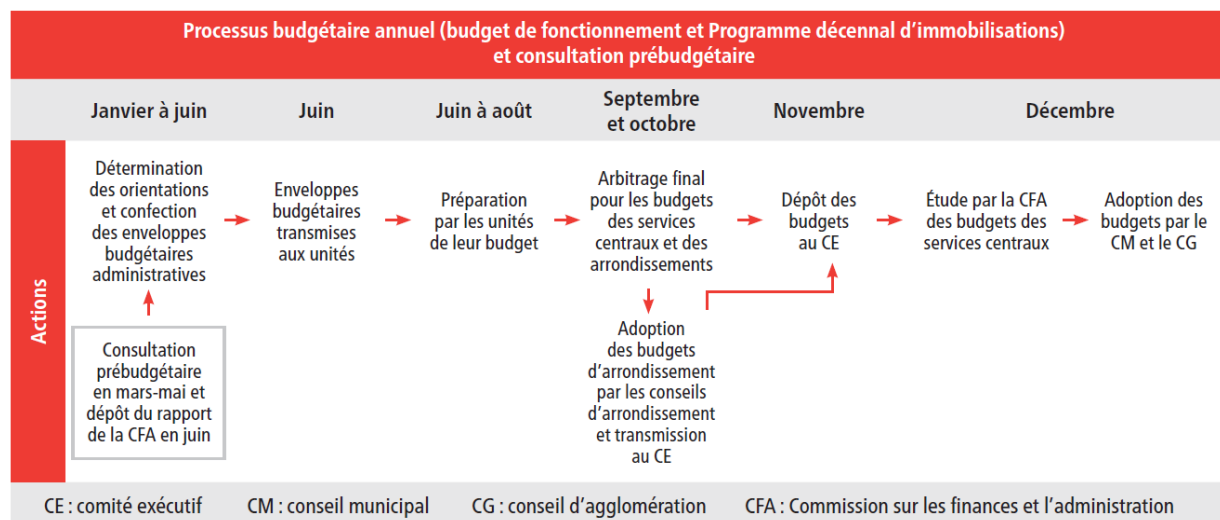 Processus budgétaire annuel (budget de fonctionnement et Programme décennal d’immobilisations)
et consultation prébudgétaire
Janvier à juin
Juin
Juin à août
Septembre
et octobre
Novembre
Décembre
Actions
Détermination
des orientations
et confection
des enveloppes
budgétaires
administratives
Consultation
prébudgétaire
en mars-mai et
dépôt du rapport
de la CFA en juin
Enveloppes
budgétaires
transmises
aux unités
Préparation
par les unités
de leur budget
Arbitrage final
pour les budgets
des services
centraux et des
arrondissements
Adoption
des budgets
d’arrondissement
par les conseils
d’arrondissement
et transmission
au CE
Dépôt des
budgets
au CE
Étude par la CFA
des budgets des
services centraux
Adoption des
budgets par le
CM et le CG
CE : comité exécutif
CM : conseil municipal
CG : conseil d’agglomération
CFA : Commission sur les finances et l’administration